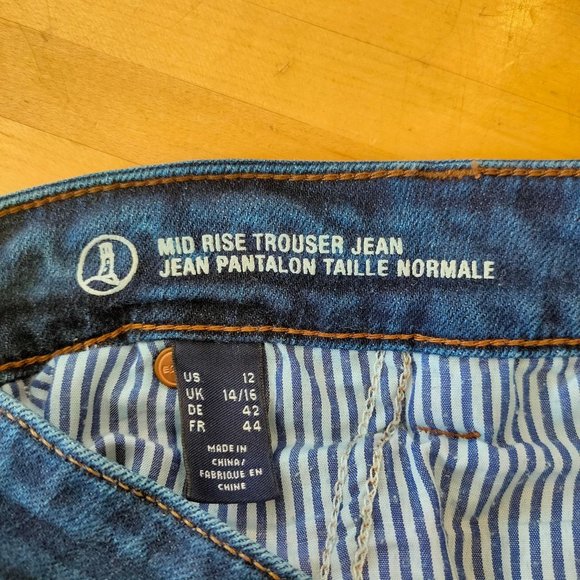 MID RISE TROUSER JEAN
JEAN PANTALON TAILLE NORMALE
US 12
UK 14/16
DE 42
FR 44
MADE IN
CHINA/
FABRIQUE EN
CHINE